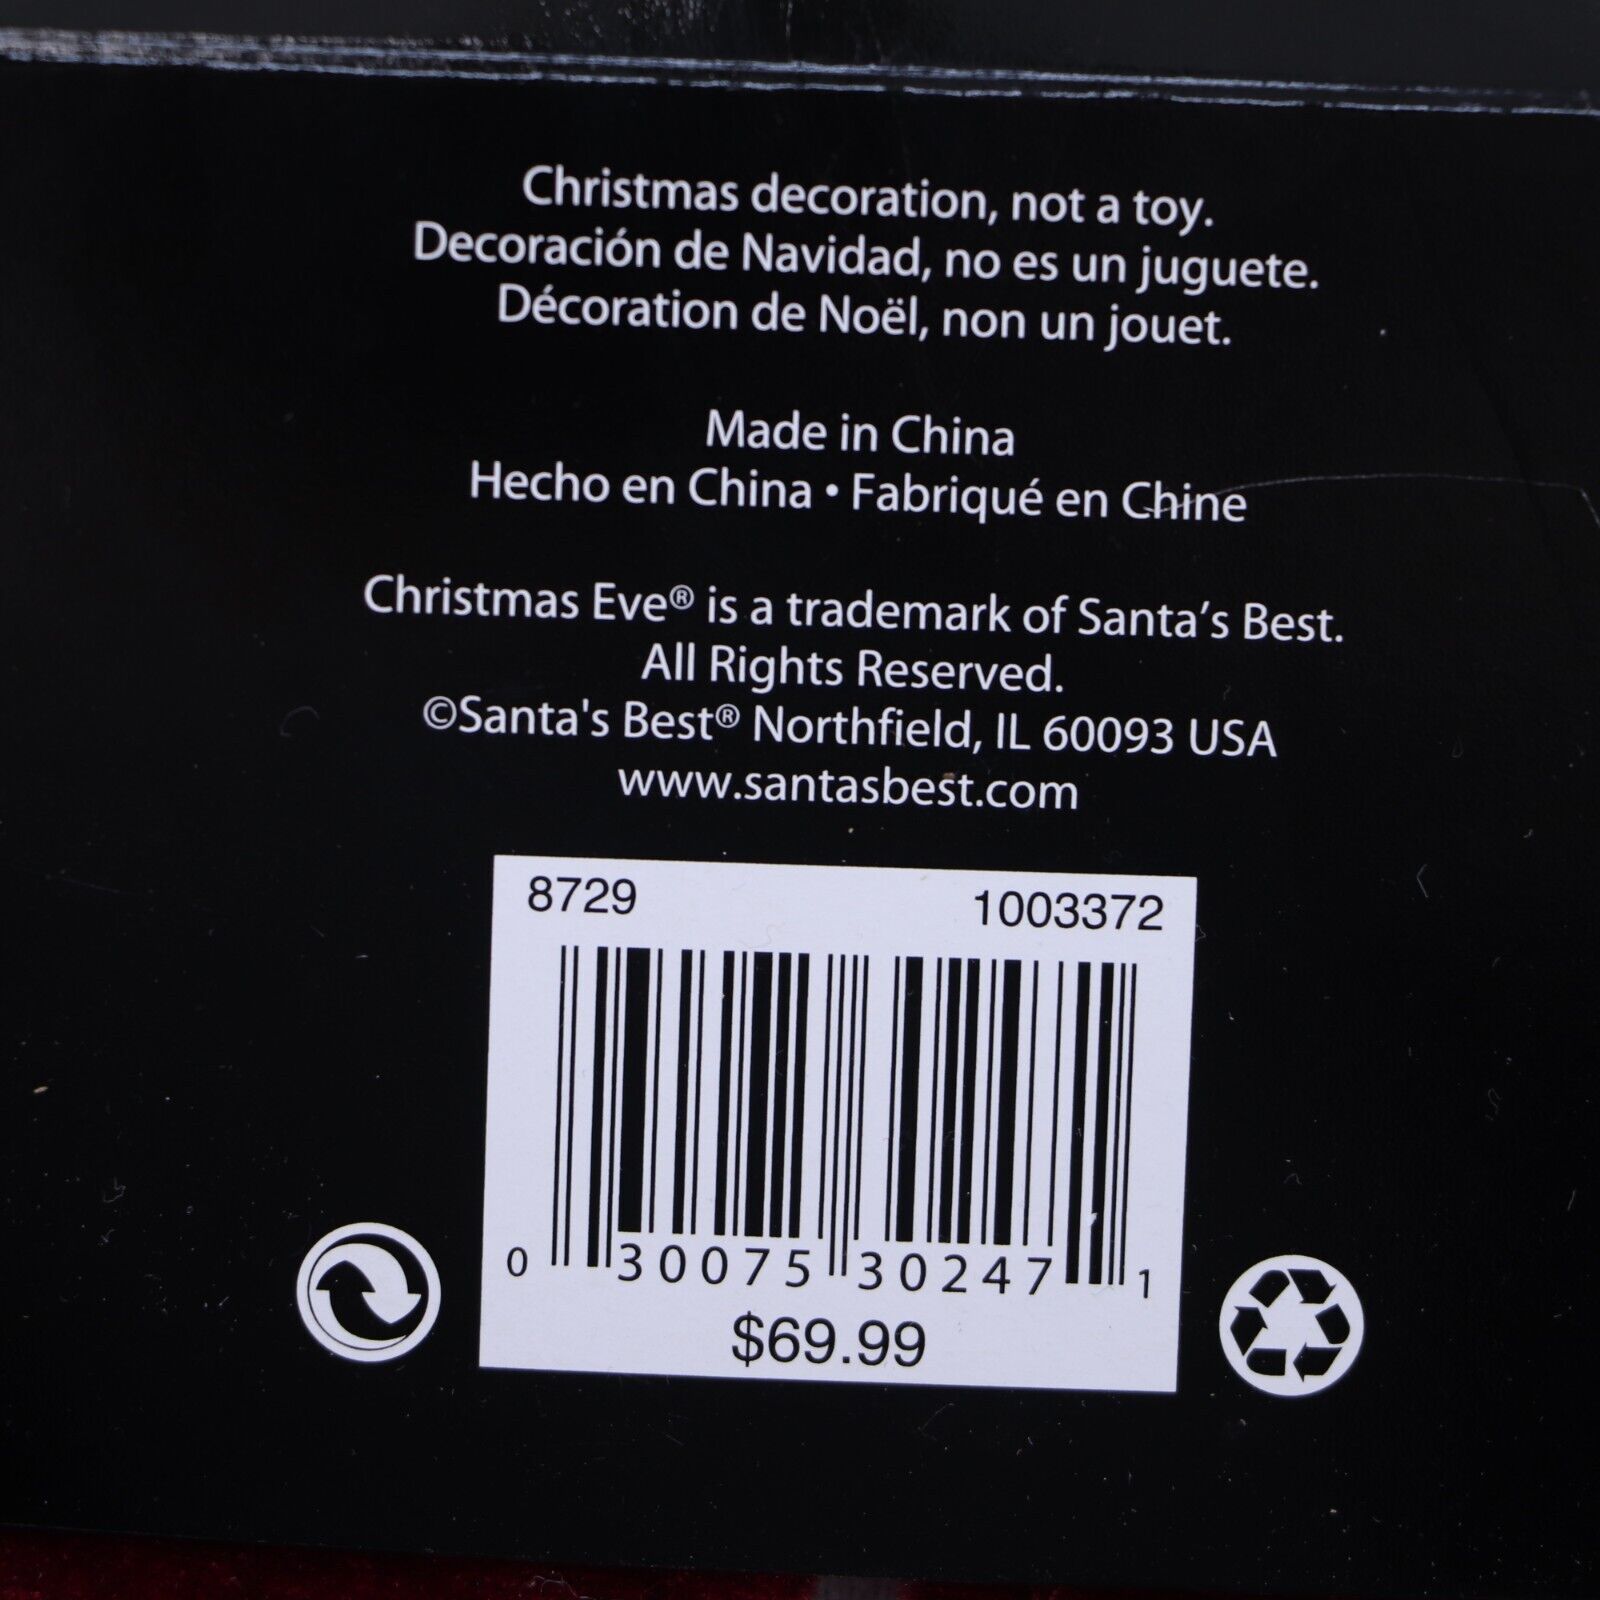 Christmas decoration, not a toy.
Decoración de Navidad, no es un juguete.
Décoration de Noël, non un jouet.
Made in China
Hecho en China • Fabriqué en Chine
Christmas Eve® is a trademark of Santa’s Best.
All Rights Reserved.
©Santa's Best® Northfield, IL 60093 USA
www.santasbest.com
8729 1003372
0 30075 30247 1
$69.99